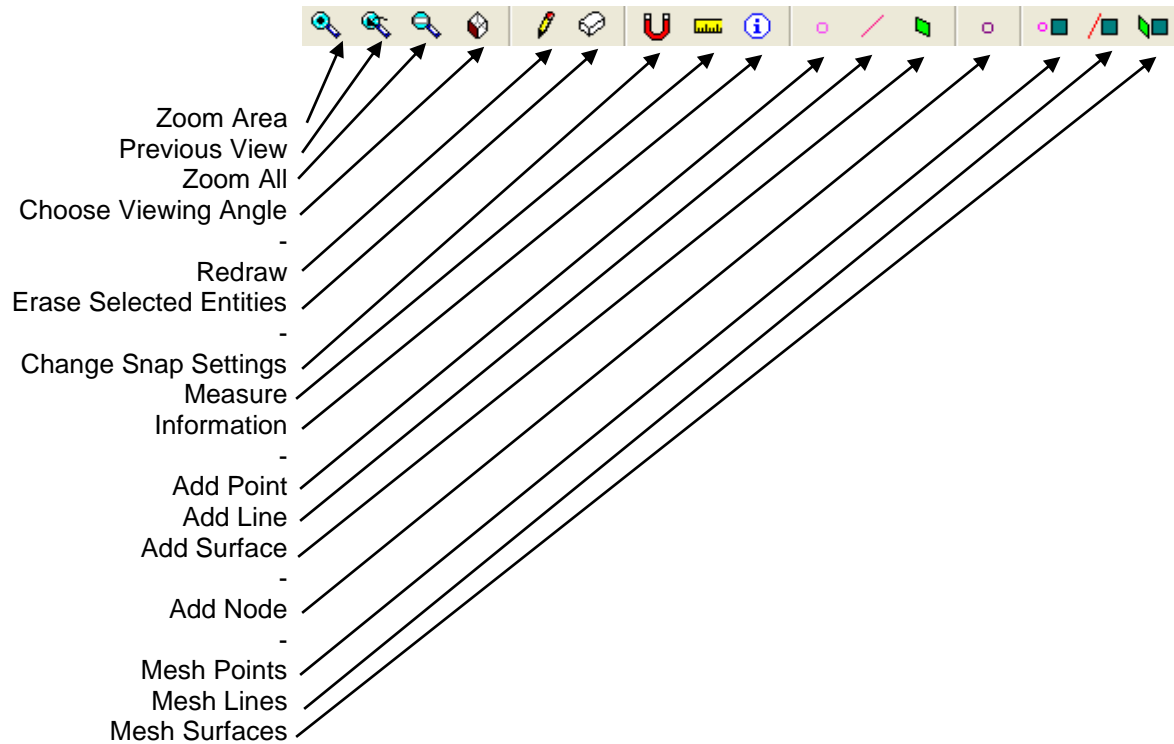 Zoom Area
Previous View
Zoom All
Choose Viewing Angle
-
Redraw
Erase Selected Entities
-
Change Snap Settings
Measure
Information
-
Add Point
Add Line
Add Surface
-
Add Node
-
Mesh Points
Mesh Lines
Mesh Surfaces